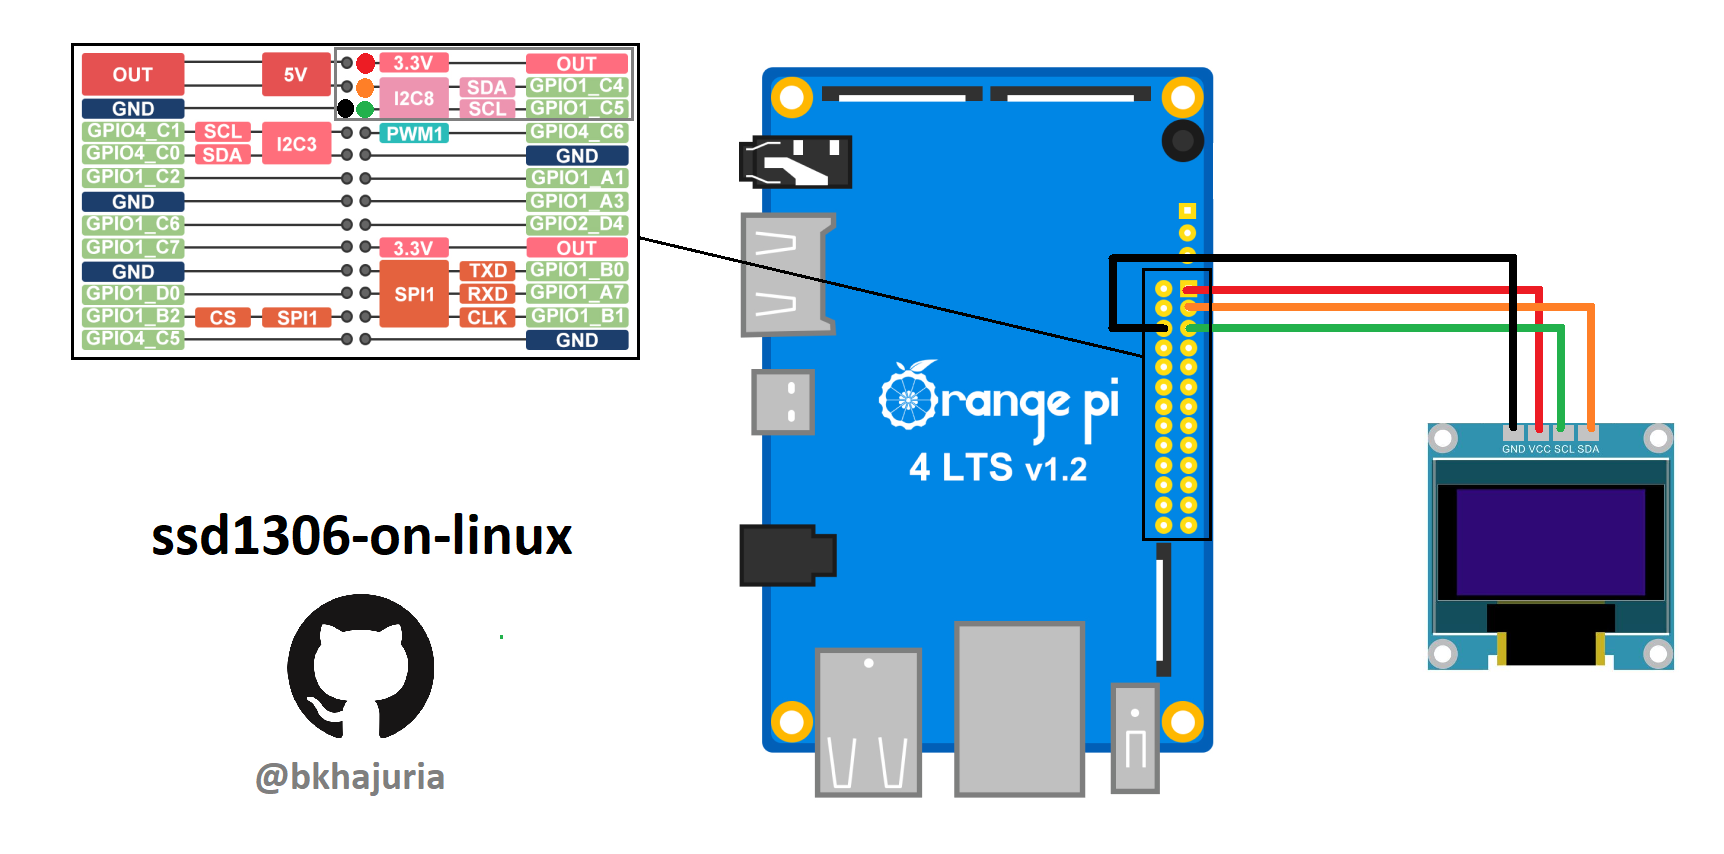 OUT 5V 3.3V OUT
I2C8 SDA GPIO1_C4
GND SCL GPIO1_C5
GPIO4_C1 SCL I2C3 PWM1 GPIO4_C6
GPIO4_C0 SDA GND
GPIO1_C2 GPIO1_A1
GND GPIO1_A3
GPIO1_C6 GPIO2_D4
GPIO1_C7 3.3V OUT
GND TXD GPIO1_B0
GPIO1_D0 SPI1 RXD GPIO1_A7
GPIO1_B2 CS SPI1 CLK GPIO1_B1
GPIO4_C5 GND
orange pi
4 LTS v1.2
GND VCC SCL SDA
ssd1306-on-linux
@bkhajuria